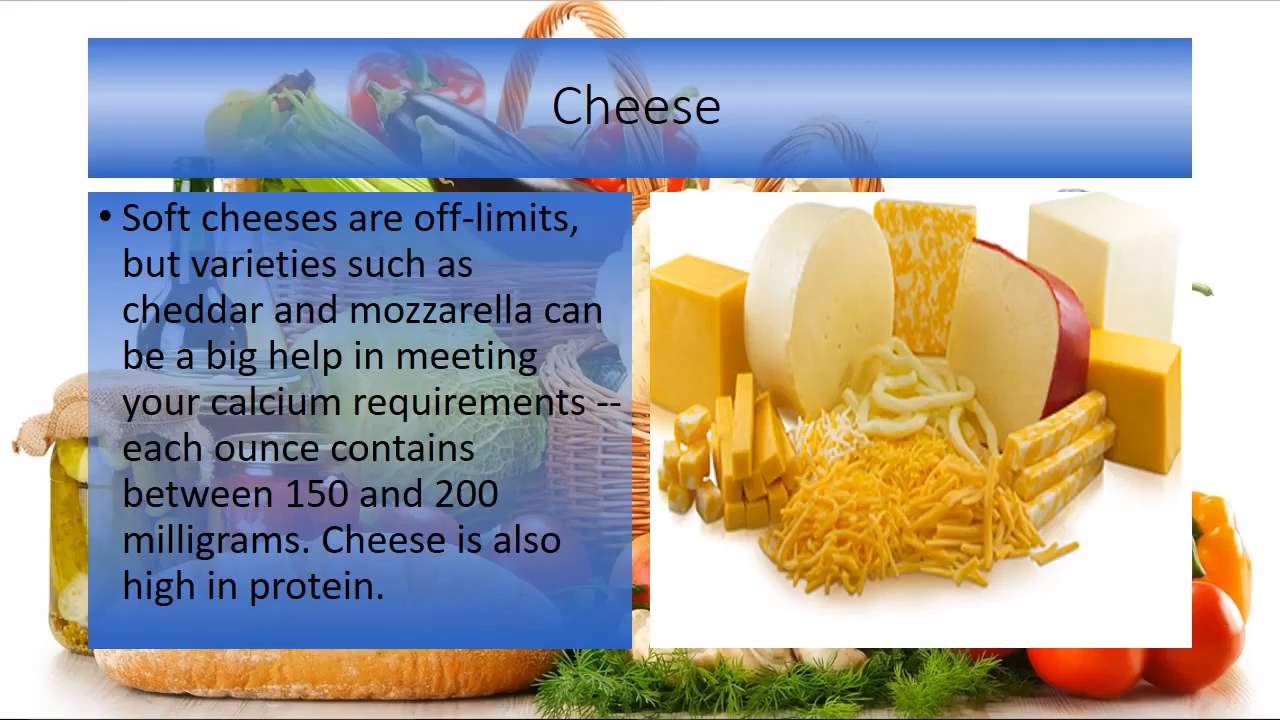 Cheese
• Soft cheeses are off-limits,
but varieties such as
cheddar and mozzarella can
be a big help in meeting
your calcium requirements --
each ounce contains
between 150 and 200
milligrams. Cheese is also
high in protein.